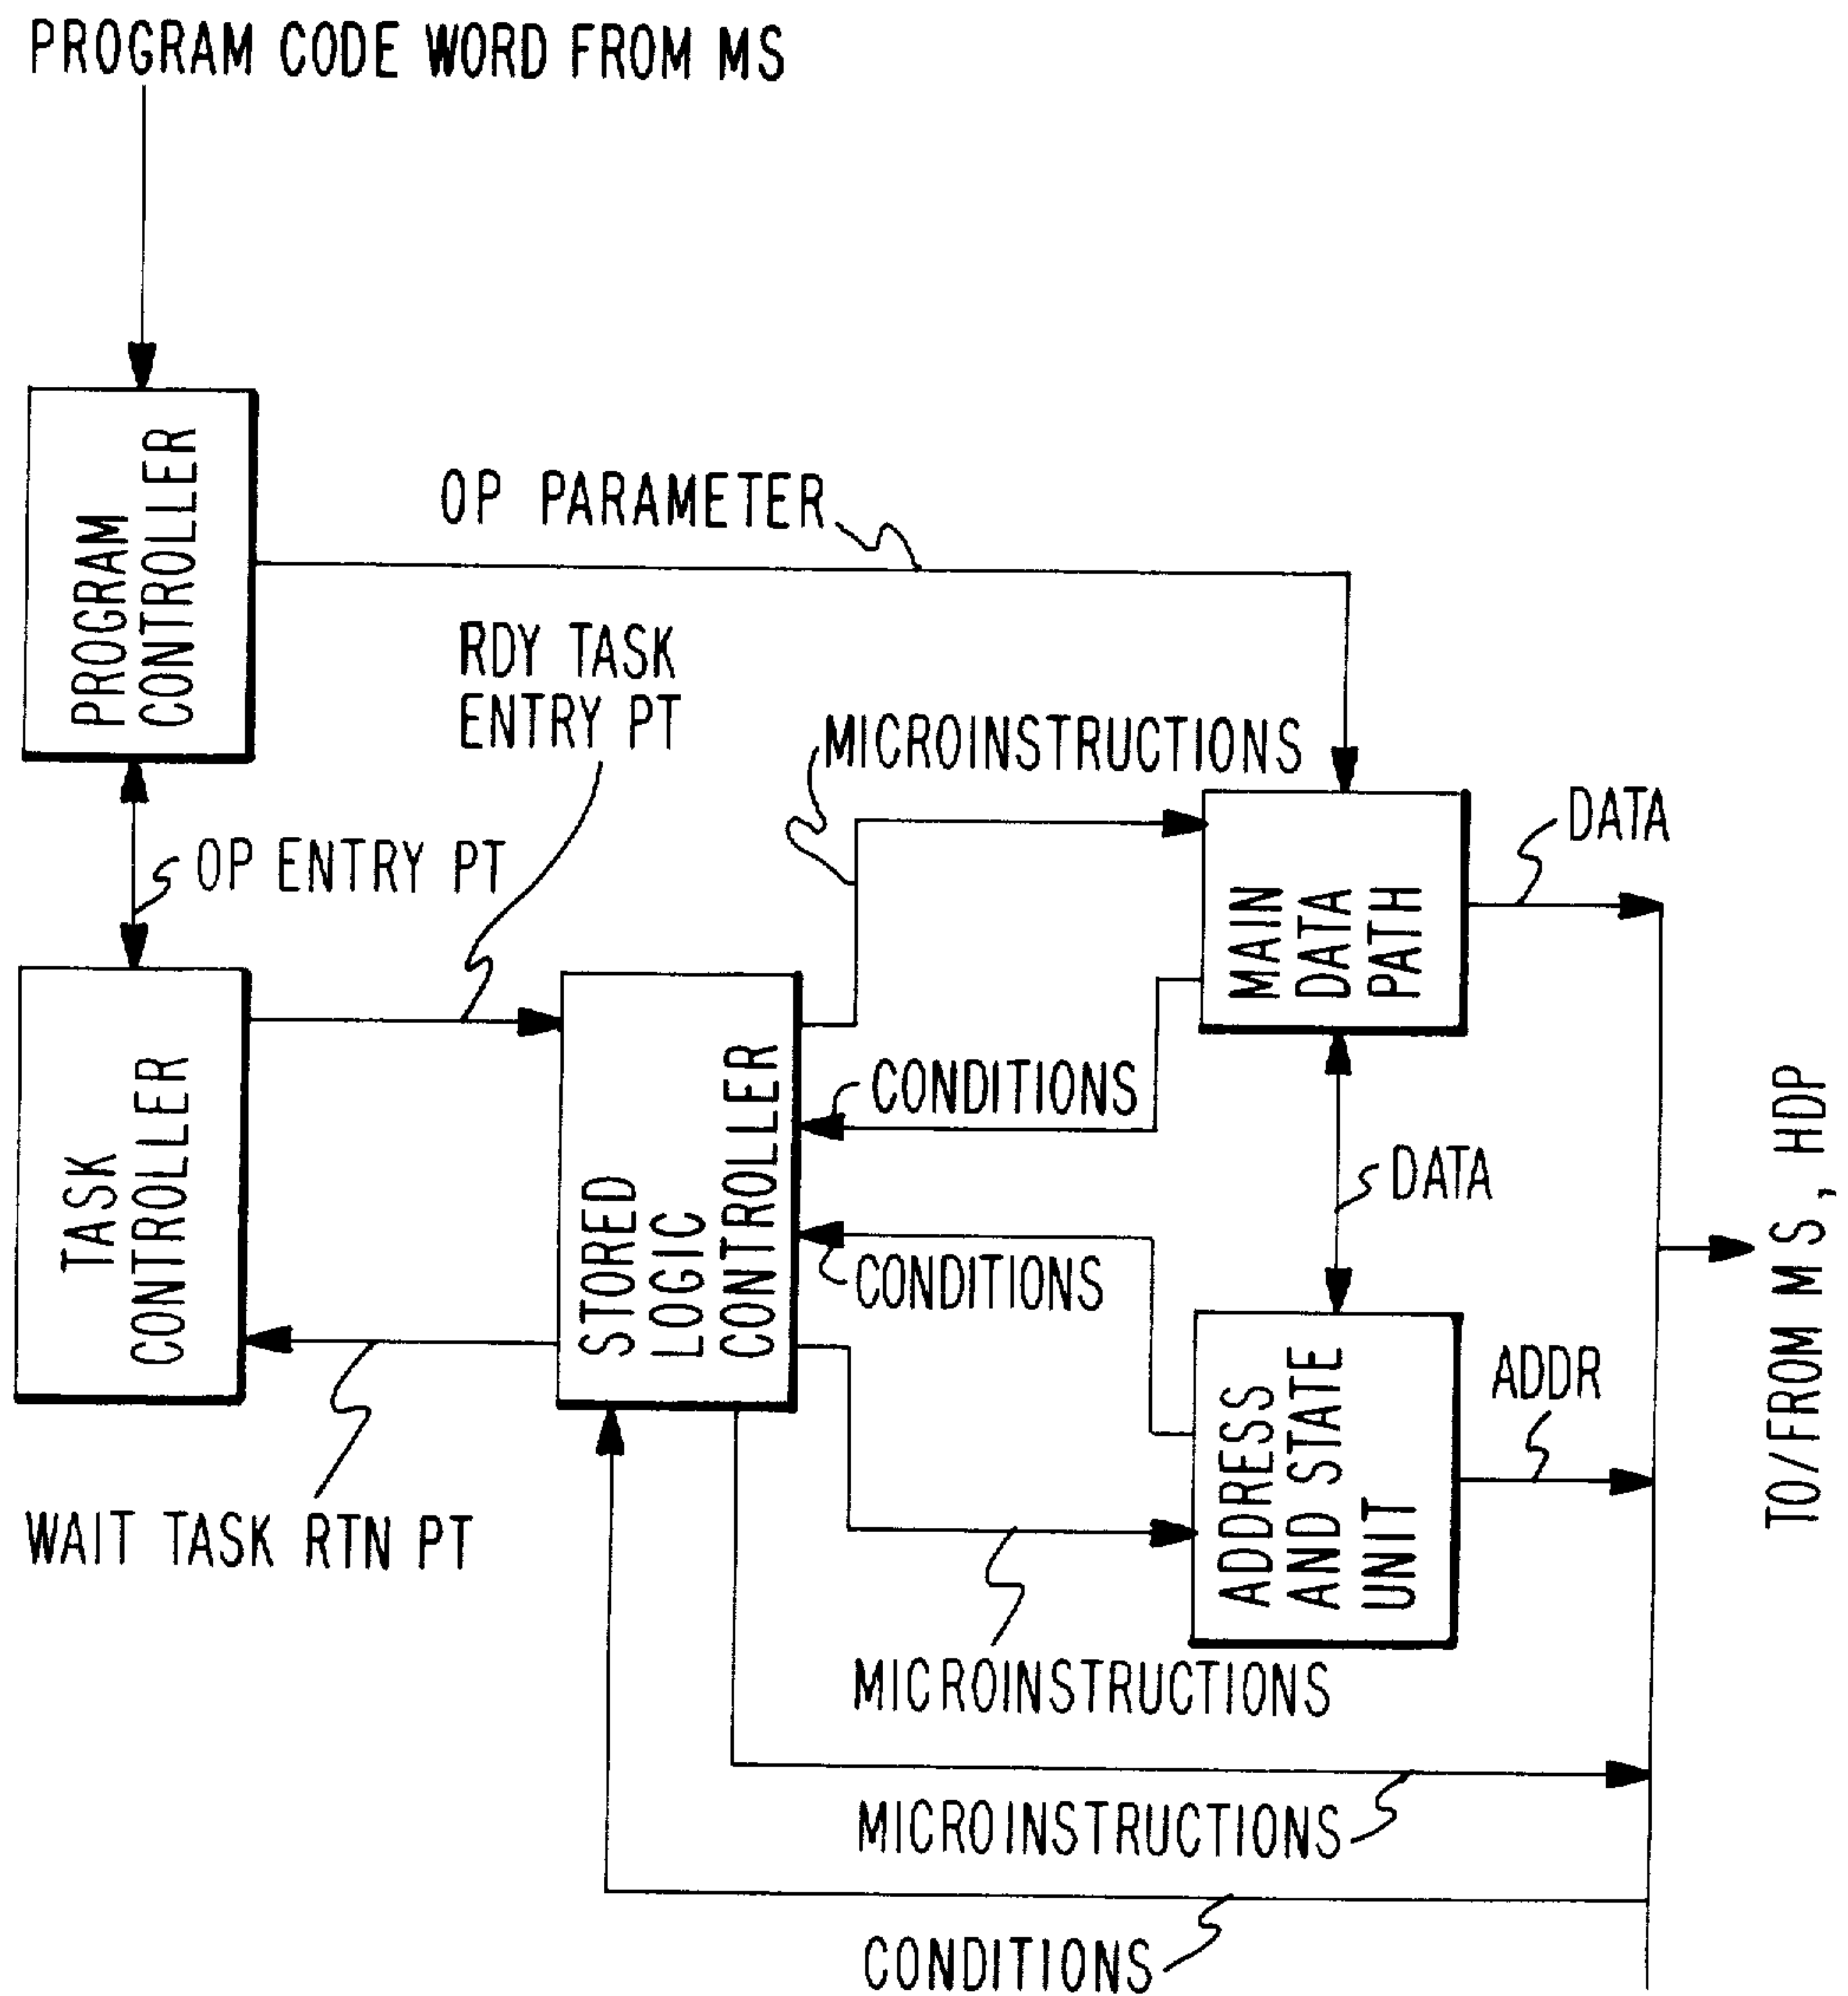 PROGRAM CODE WORD FROM MS
PROGRAM
CONTROLLER
OP PARAMETER
RDY TASK
ENTRY PT
MICROINSTRUCTIONS
OP ENTRY PT
MAIN
DATA
PATH
DATA
TASK
CONTROLLER
STORED
LOGIC
CONTROLLER
CONDITIONS
DATA
CONDITIONS
TO/FROM MS, HDP
ADDRESS
AND STATE
UNIT
ADDR
WAIT TASK RTN PT
MICROINSTRUCTIONS
MICROINSTRUCTIONS
CONDITIONS